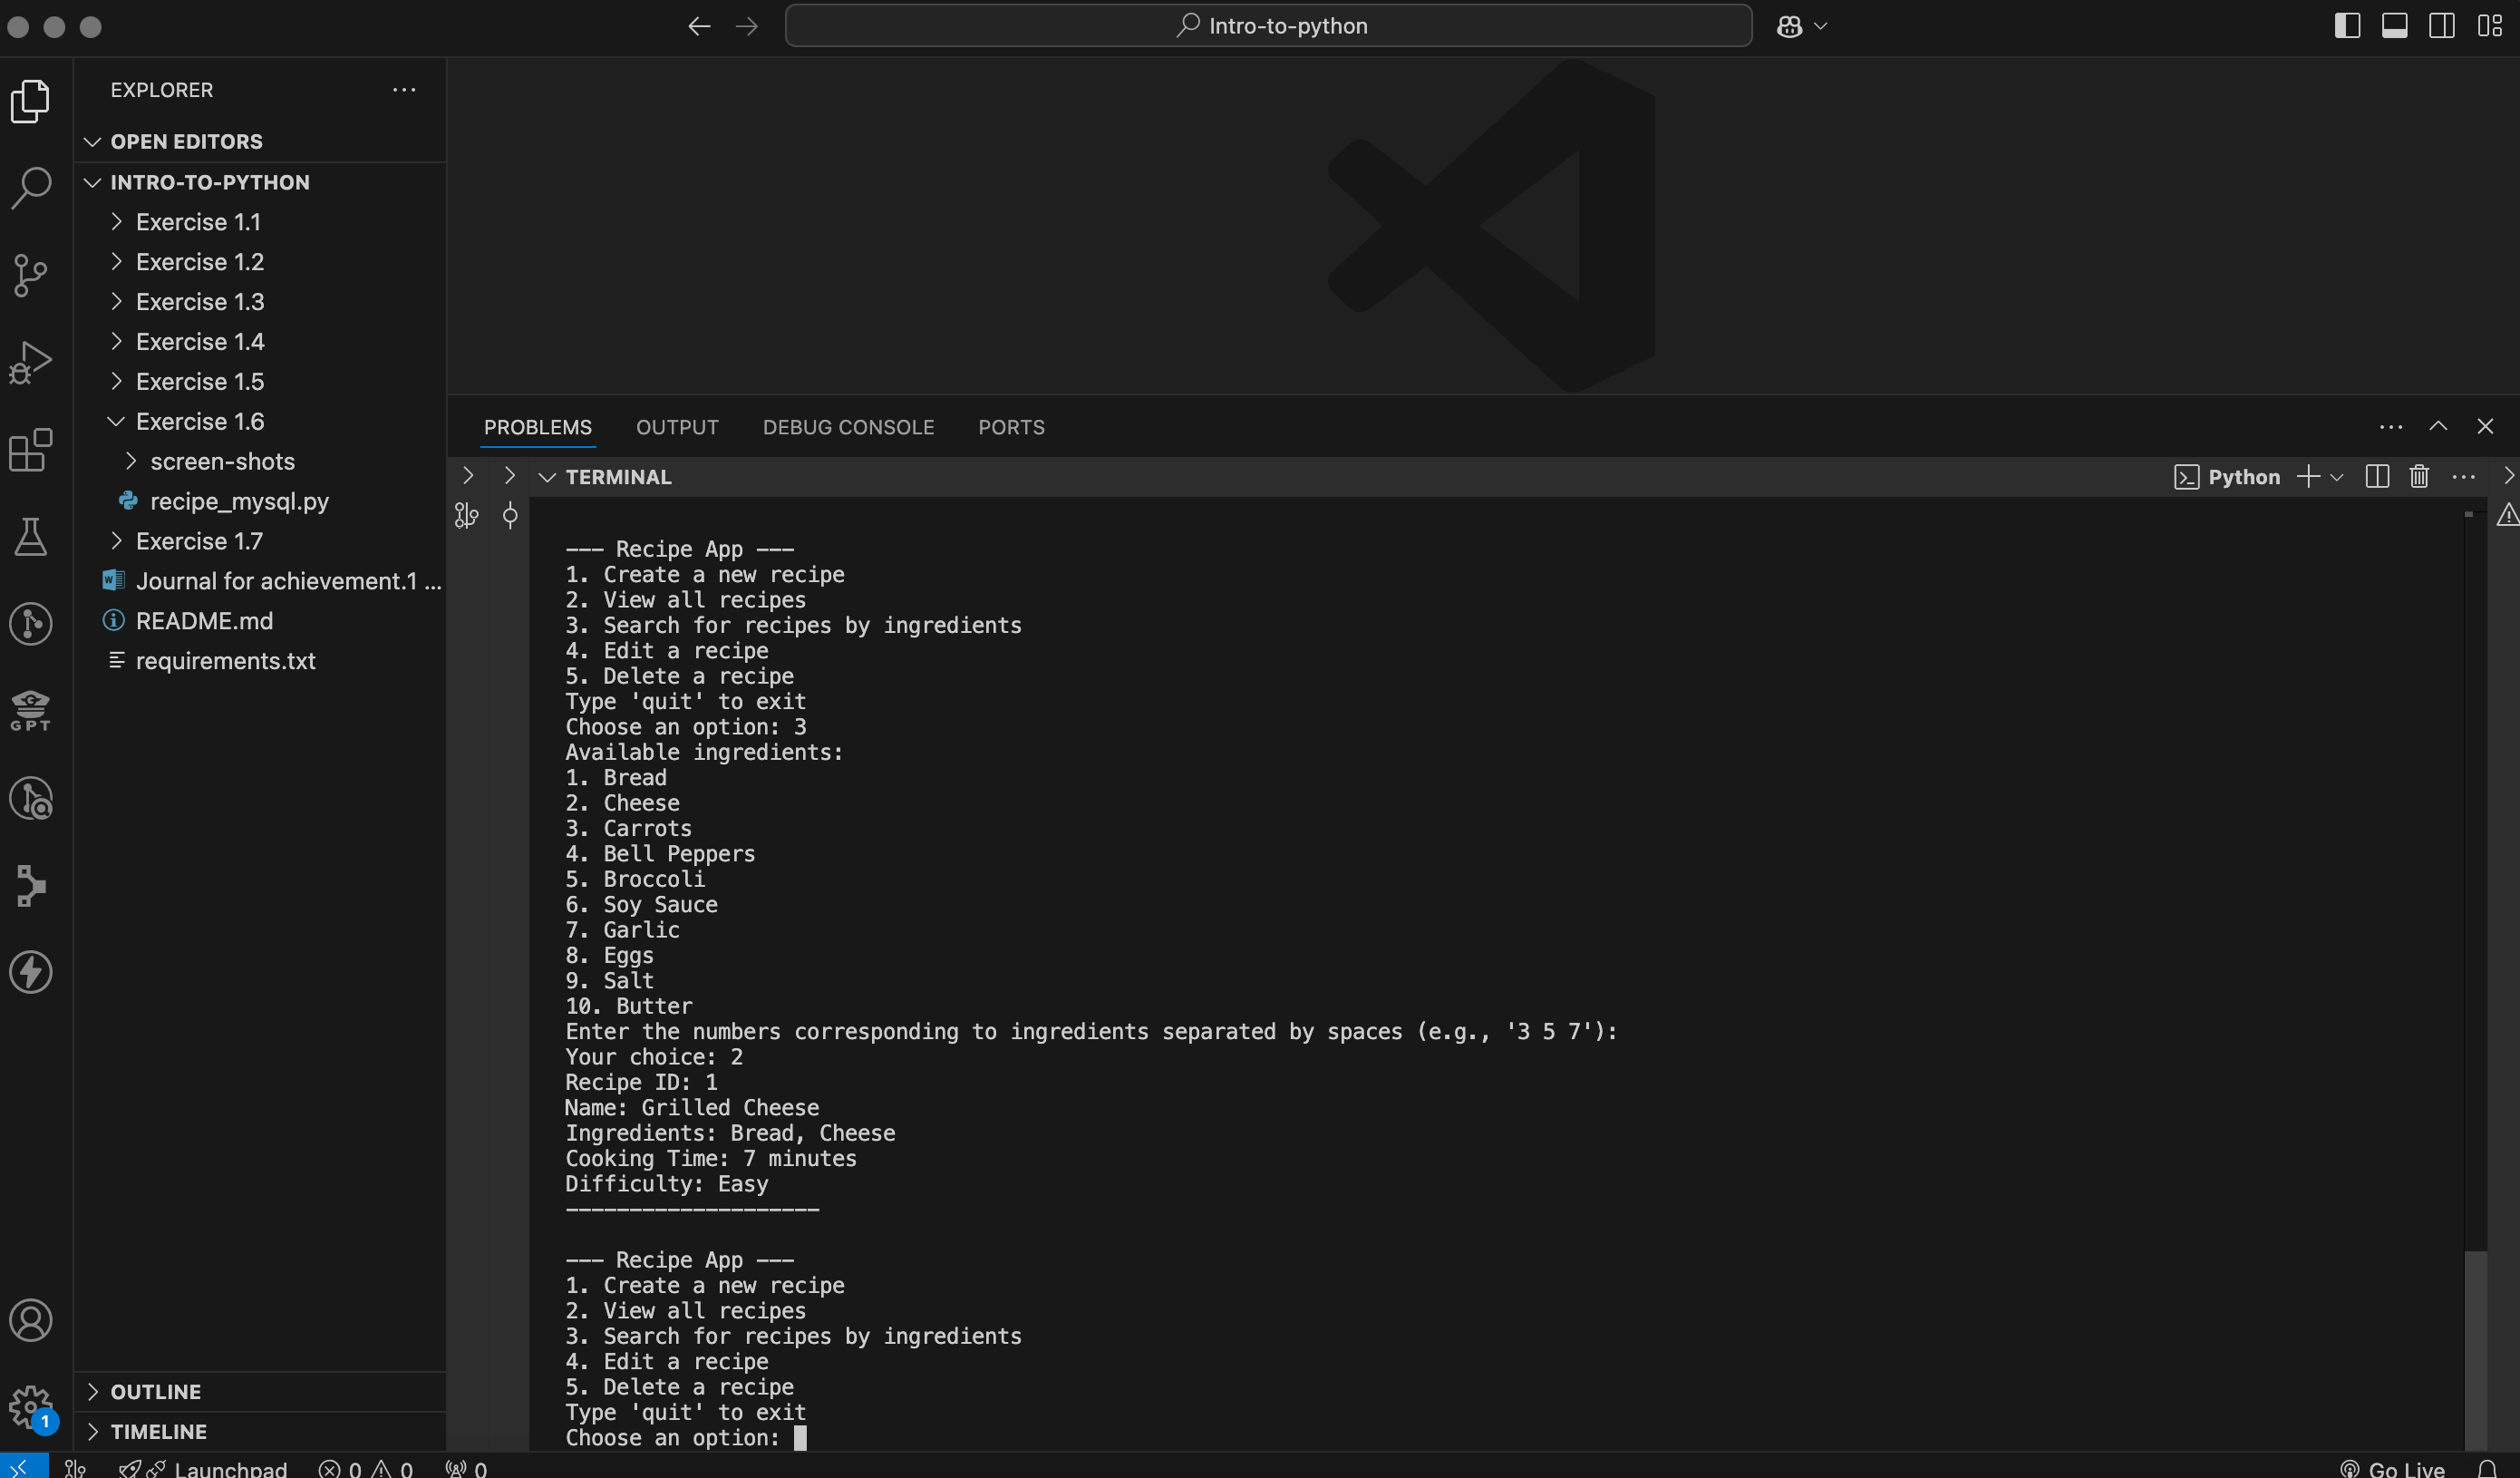 Intro-to-python
EXPLORER
OPEN EDITORS
INTRO-TO-PYTHON
Exercise 1.1
Exercise 1.2
Exercise 1.3
Exercise 1.4
Exercise 1.5
Exercise 1.6
screen-shots
recipe_mysql.py
Exercise 1.7
Journal for achievement.1 ...
README.md
requirements.txt
GPT
OUTLINE
1
TIMELINE
PROBLEMS OUTPUT DEBUG CONSOLE PORTS
TERMINAL
Python
--- Recipe App ---
1. Create a new recipe
2. View all recipes
3. Search for recipes by ingredients
4. Edit a recipe
5. Delete a recipe
Type 'quit' to exit
Choose an option: 3
Available ingredients:
1. Bread
2. Cheese
3. Carrots
4. Bell Peppers
5. Broccoli
6. Soy Sauce
7. Garlic
8. Eggs
9. Salt
10. Butter
Enter the numbers corresponding to ingredients separated by spaces (e.g., '3 5 7'):
Your choice: 2
Recipe ID: 1
Name: Grilled Cheese
Ingredients: Bread, Cheese
Cooking Time: 7 minutes
Difficulty: Easy
--------------------
--- Recipe App ---
1. Create a new recipe
2. View all recipes
3. Search for recipes by ingredients
4. Edit a recipe
5. Delete a recipe
Type 'quit' to exit
Choose an option:
Launchpad 0 0 0 Go Live